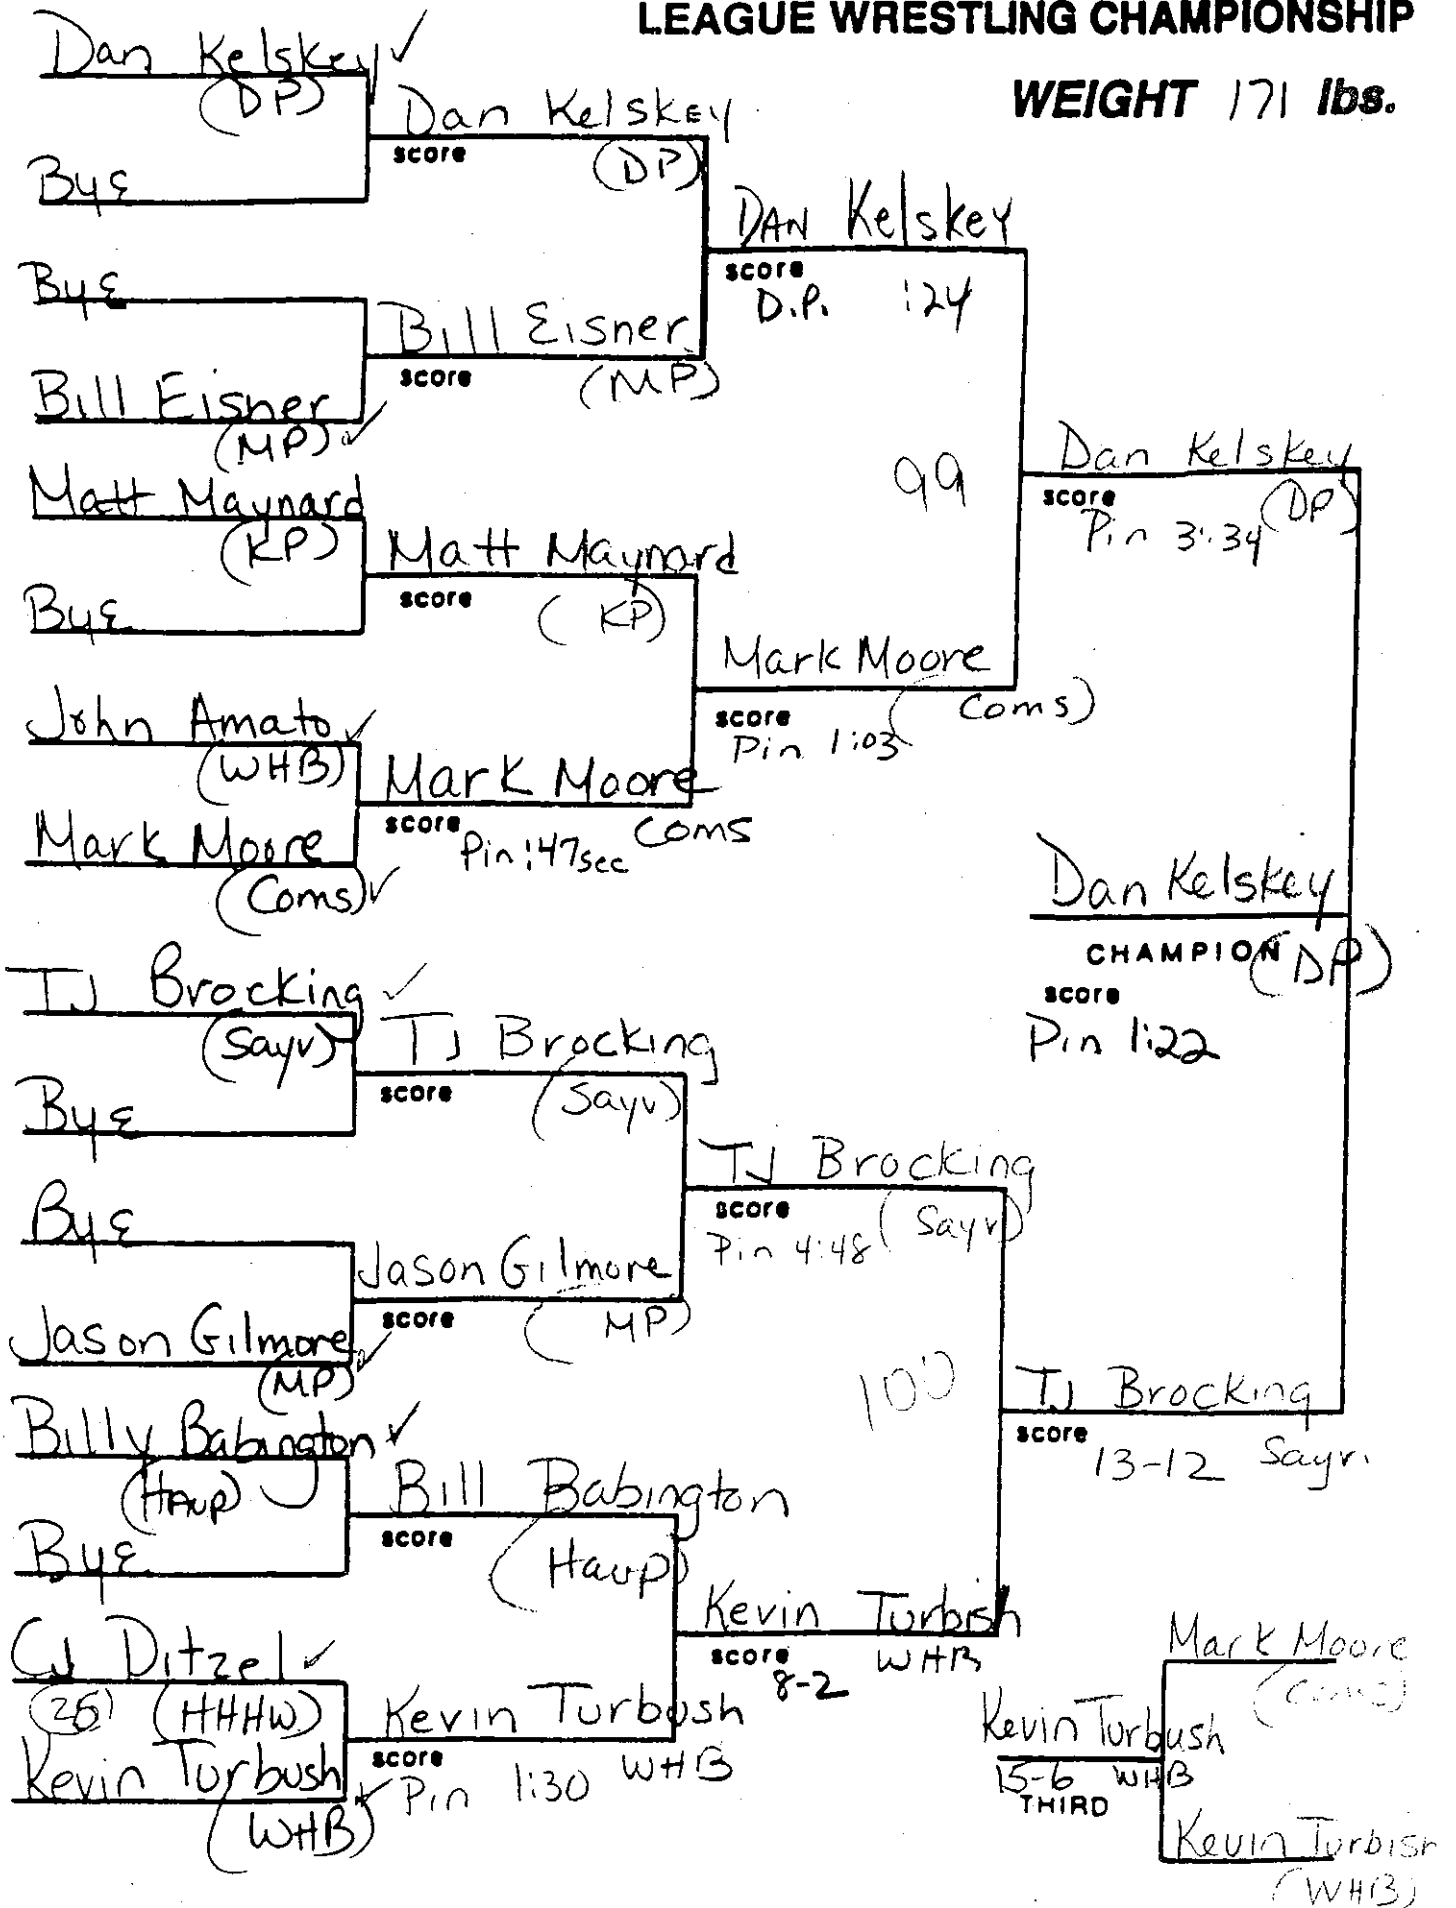 LEAGUE WRESTLING CHAMPIONSHIP
WEIGHT 171 lbs.
Dan Kelskey ✓
(DP)
Bye
Bye
Bill Eisner
(MP) ✓
Matt Maynard
(KP)
Bye
John Amato ✓
(WHB)
Mark Moore
(Coms) ✓
TJ Brocking ✓
(Sayv)
Bye
Bye
Jason Gilmore
(MP) ✓
Billy Babington ✓
(Haup)
Bye
CJ Ditzel ✓
(26) (HHHW)
Kevin Turbush
(WHB) ✓
Dan Kelskey
score
(DP)
Bill Eisner
score
(MP)
Matt Maynard
score
(KP)
Mark Moore
score Pin :47sec Coms
TJ Brocking
score
(Sayv)
Jason Gilmore
score
(MP)
Bill Babington
score
(Haup)
Kevin Turbush
score
Pin 1:30 WHB
DAN Kelskey
score
D.P. :24
99
Mark Moore
score (Coms)
Pin 1:03
TJ Brocking
score (Sayv)
Pin 4:48
100
Kevin Turbish
score 8-2 WHB
Dan Kelskey
score (DP)
Pin 3:34
TJ Brocking
score 13-12 Sayv.
Dan Kelskey
CHAMPION (DP)
score
Pin 1:22
Mark Moore
(Coms)
Kevin Turbush
15-6 WHB
THIRD
Kevin Turbish
(WHB)